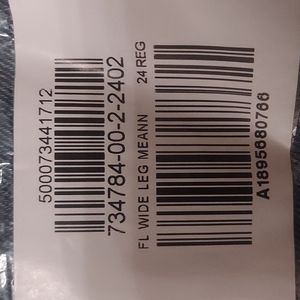 500073441712
734784-00-2-2402
FL WIDE LEG MEANN 24 REG
A1895680766